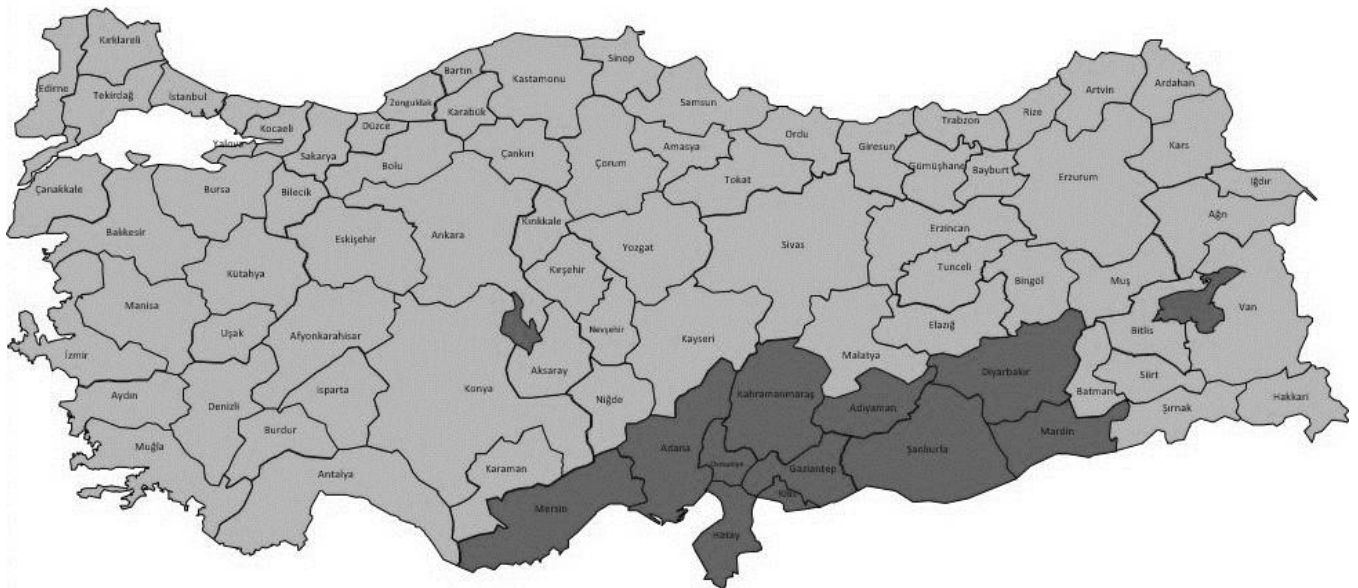 Kırklareli
Edirne
Tekirdağ
İstanbul
Kocaeli
Yalova
Sakarya
Düzce
Zonguldak
Bartın
Karabük
Kastamonu
Sinop
Samsun
Ordu
Giresun
Trabzon
Rize
Artvin
Ardahan
Kars
Iğdır
Ağrı
Erzurum
Bayburt
Gümüşhane
Tokat
Amasya
Çorum
Çankırı
Bolu
Bilecik
Bursa
Çanakkale
Balıkesir
Kütahya
Eskişehir
Ankara
Kırıkkale
Kırşehir
Yozgat
Sivas
Erzincan
Tunceli
Bingöl
Muş
Van
Bitlis
Elazığ
Malatya
Kayseri
Nevşehir
Aksaray
Konya
Afyonkarahisar
Uşak
Manisa
İzmir
Aydın
Denizli
Isparta
Burdur
Muğla
Antalya
Karaman
Niğde
Mersin
Adana
Kahramanmaraş
Osmaniye
Hatay
Kilis
Gaziantep
Adıyaman
Şanlıurfa
Diyarbakır
Mardin
Batman
Siirt
Şırnak
Hakkari